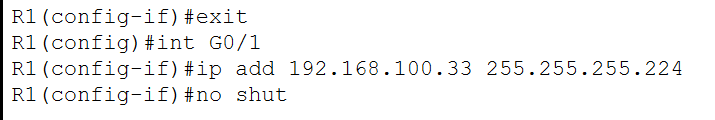 R1(config-if)#exit
R1(config)#int G0/1
R1(config-if)#ip add 192.168.100.33 255.255.255.224
R1(config-if)#no shut